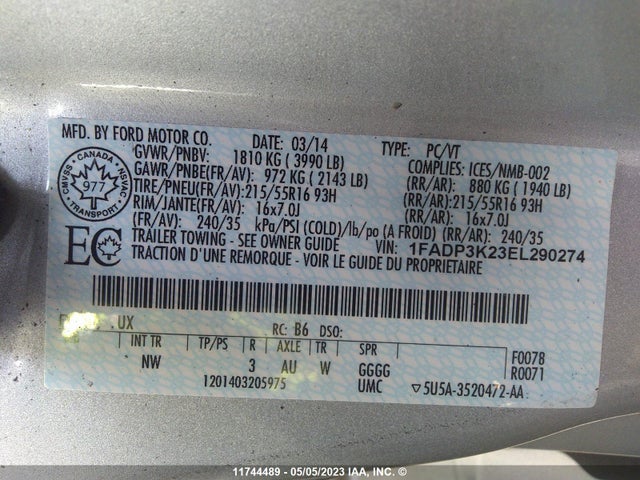 MFD. BY FORD MOTOR CO. DATE: 03/14 TYPE: PC/VT
GVWR/PNBV: 1810 KG ( 3990 LB) COMPLIES: ICES/NMB-002
GAWR/PNBE(FR/AV): 972 KG ( 2143 LB) (RR/AR): 880 KG ( 1940 LB)
TIRE/PNEU(FR/AV): 215/55R16 93H (RR/AR): 215/55R16 93H
RIM/JANTE(FR/AV): 16x7.0J (RR/AR): 16x7.0J
(FR/AV): 240/35 kPa/PSI (COLD)/lb/po (A FROID) (RR/AR): 240/35
TRAILER TOWING - SEE OWNER GUIDE VIN: 1FADP3K23EL290274
TRACTION D'UNE REMORQUE - VOIR LE GUIDE DU PROPRIETAIRE
CANADA
CMVSS NSVAC
977
TRANSPORT
EC
UX RC: B6 DSO:
INT TR TP/PS R AXLE TR SPR F0078
NW 3 AU W GGGG R0071
1201403205975 UMC ▽5U5A-3520472-AA
11744489 - 05/05/2023 IAA, INC. ©